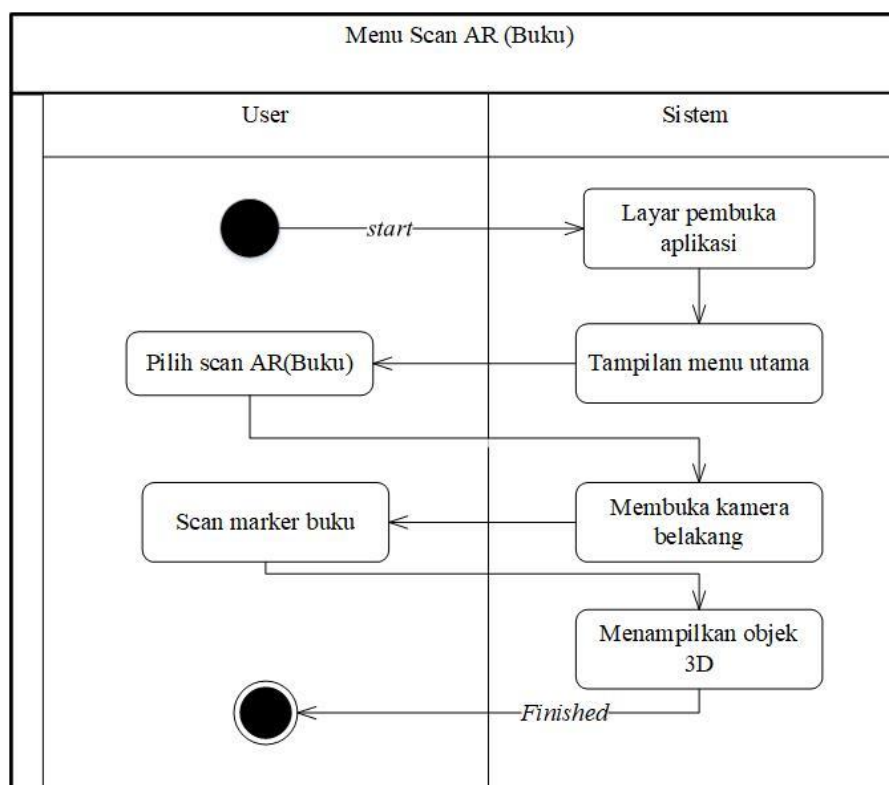 Menu Scan AR (Buku)
User
Sistem
start
Layar pembuka
aplikasi
Pilih scan AR(Buku)
Tampilan menu utama
Scan marker buku
Membuka kamera
belakang
Menampilkan objek
3D
Finished